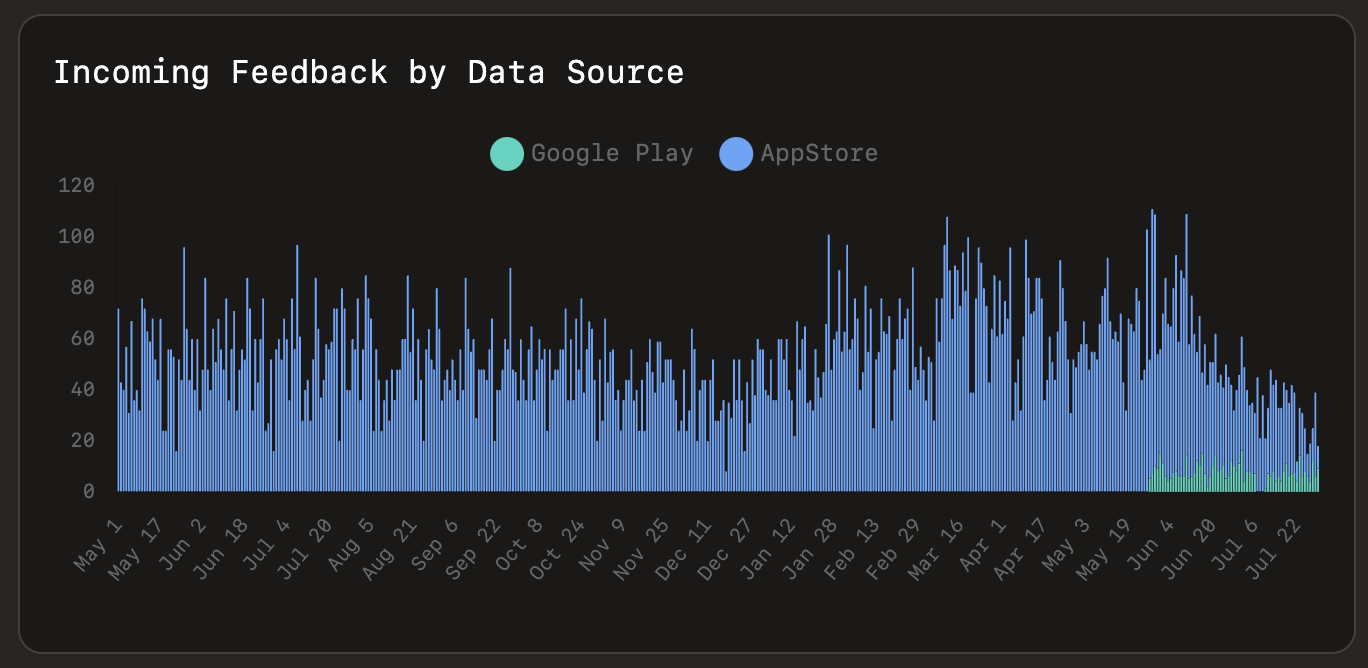 Incoming Feedback by Data Source
Google Play AppStore
120
100
80
60
40
20
0
May 1 May 17 Jun 2 Jun 18 Jul 4 Jul 20 Aug 5 Aug 21 Sep 6 Sep 22 Oct 8 Oct 24 Nov 9 Nov 25 Dec 11 Dec 27 Jan 12 Jan 28 Feb 13 Feb 29 Mar 16 Apr 1 Apr 17 May 3 May 19 Jun 4 Jun 20 Jul 6 Jul 22